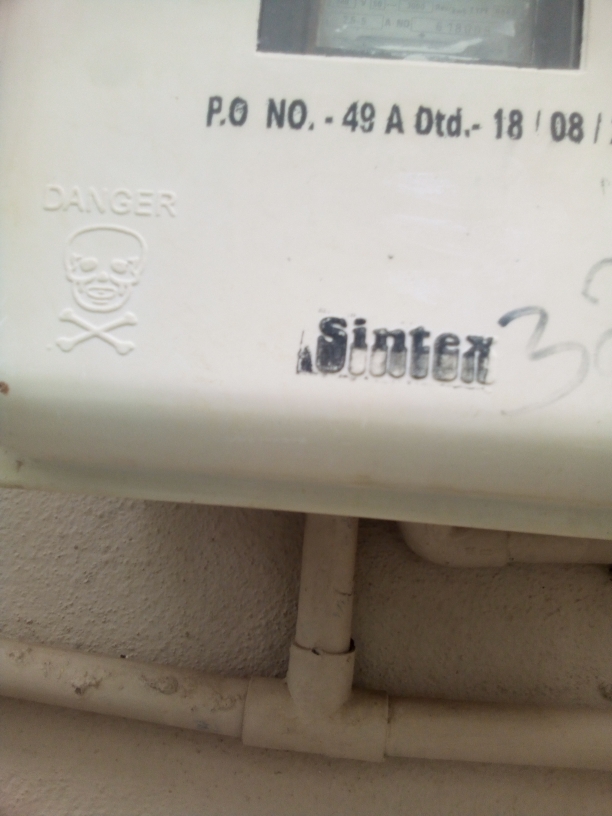 P.O NO. - 49 A Dtd.- 18 / 08 /
DANGER
Sintex